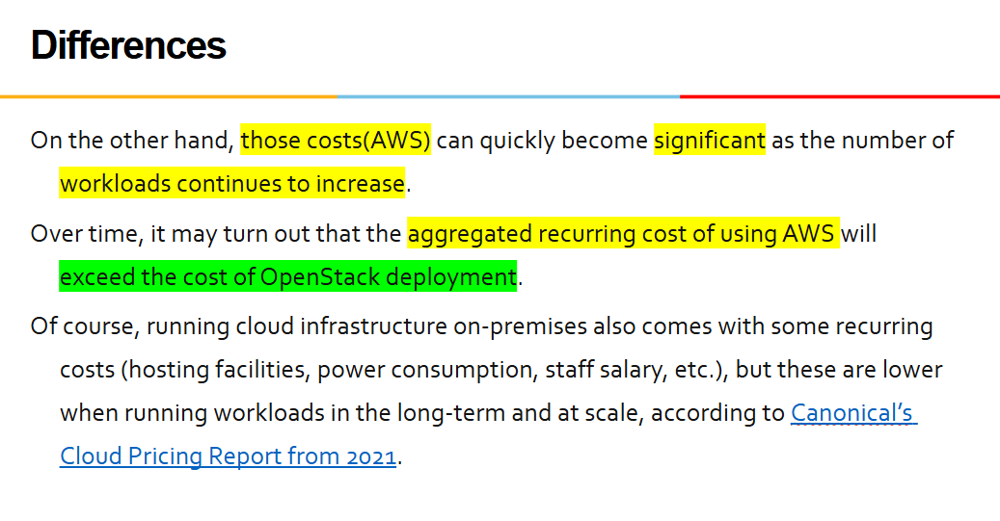 Differences
On the other hand, those costs(AWS) can quickly become significant as the number of
workloads continues to increase.
Over time, it may turn out that the aggregated recurring cost of using AWS will
exceed the cost of OpenStack deployment.
Of course, running cloud infrastructure on-premises also comes with some recurring
costs (hosting facilities, power consumption, staff salary, etc.), but these are lower
when running workloads in the long-term and at scale, according to Canonical’s
Cloud Pricing Report from 2021.